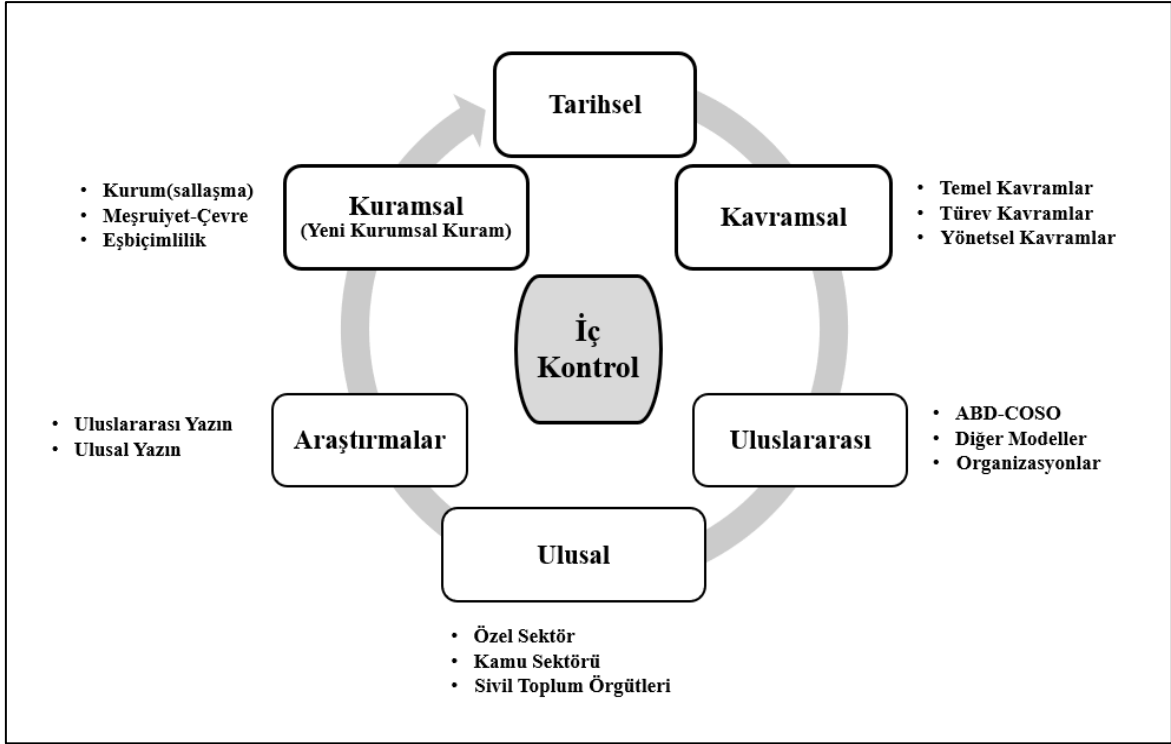 Tarihsel
Kavramsal
• Temel Kavramlar
• Türev Kavramlar
• Yönetsel Kavramlar
Uluslararası
• ABD-COSO
• Diğer Modeller
• Organizasyonlar
Ulusal
• Özel Sektör
• Kamu Sektörü
• Sivil Toplum Örgütleri
Araştırmalar
• Uluslararası Yazın
• Ulusal Yazın
Kuramsal
(Yeni Kurumsal Kuram)
• Kurum(sallaşma)
• Meşruiyet-Çevre
• Eşbiçimlilik
İç
Kontrol